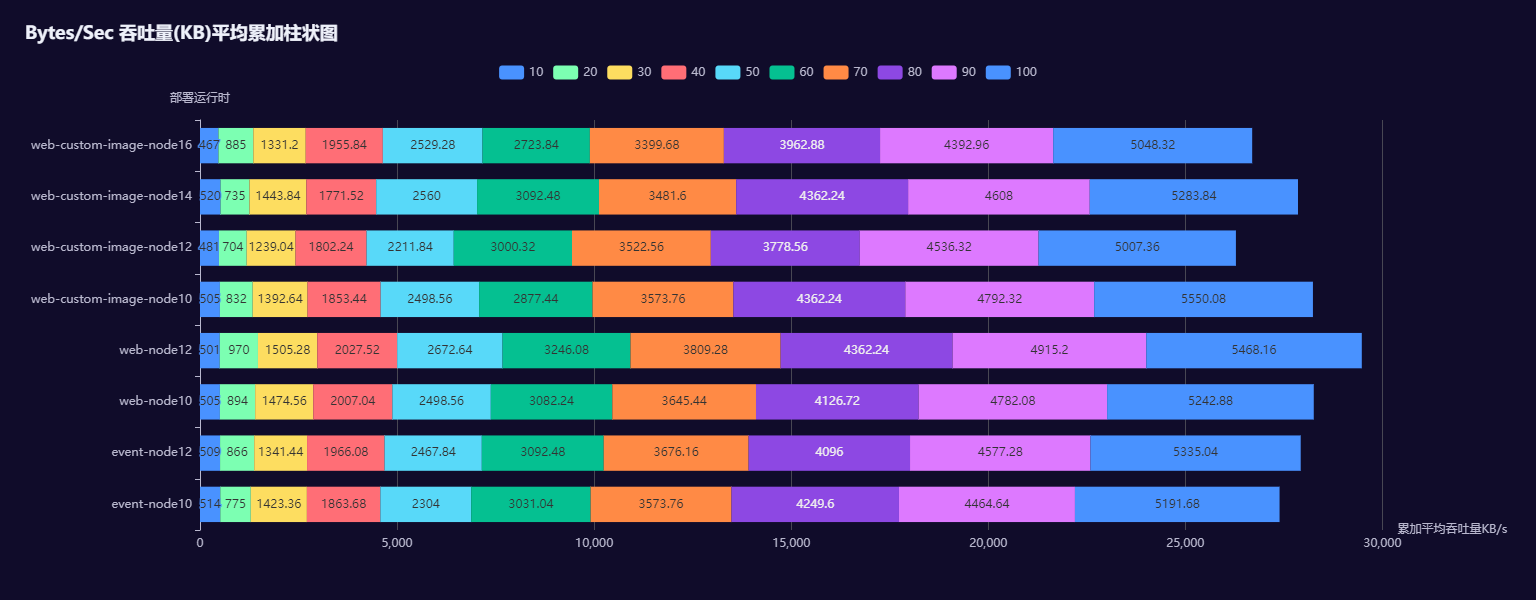 Bytes/Sec 吞吐量(KB)平均累加柱状图
10 20 30 40 50 60 70 80 90 100
部署运行时
web-custom-image-node16 467 885 1331.2 1955.84 2529.28 2723.84 3399.68 3962.88 4392.96 5048.32
web-custom-image-node14 520 735 1443.84 1771.52 2560 3092.48 3481.6 4362.24 4608 5283.84
web-custom-image-node12 481 704 1239.04 1802.24 2211.84 3000.32 3522.56 3778.56 4536.32 5007.36
web-custom-image-node10 505 832 1392.64 1853.44 2498.56 2877.44 3573.76 4362.24 4792.32 5550.08
web-node12 501 970 1505.28 2027.52 2672.64 3246.08 3809.28 4362.24 4915.2 5468.16
web-node10 505 894 1474.56 2007.04 2498.56 3082.24 3645.44 4126.72 4782.08 5242.88
event-node12 509 866 1341.44 1966.08 2467.84 3092.48 3676.16 4096 4577.28 5335.04
event-node10 514 775 1423.36 1863.68 2304 3031.04 3573.76 4249.6 4464.64 5191.68
累加平均吞吐量KB/s
0 5,000 10,000 15,000 20,000 25,000 30,000